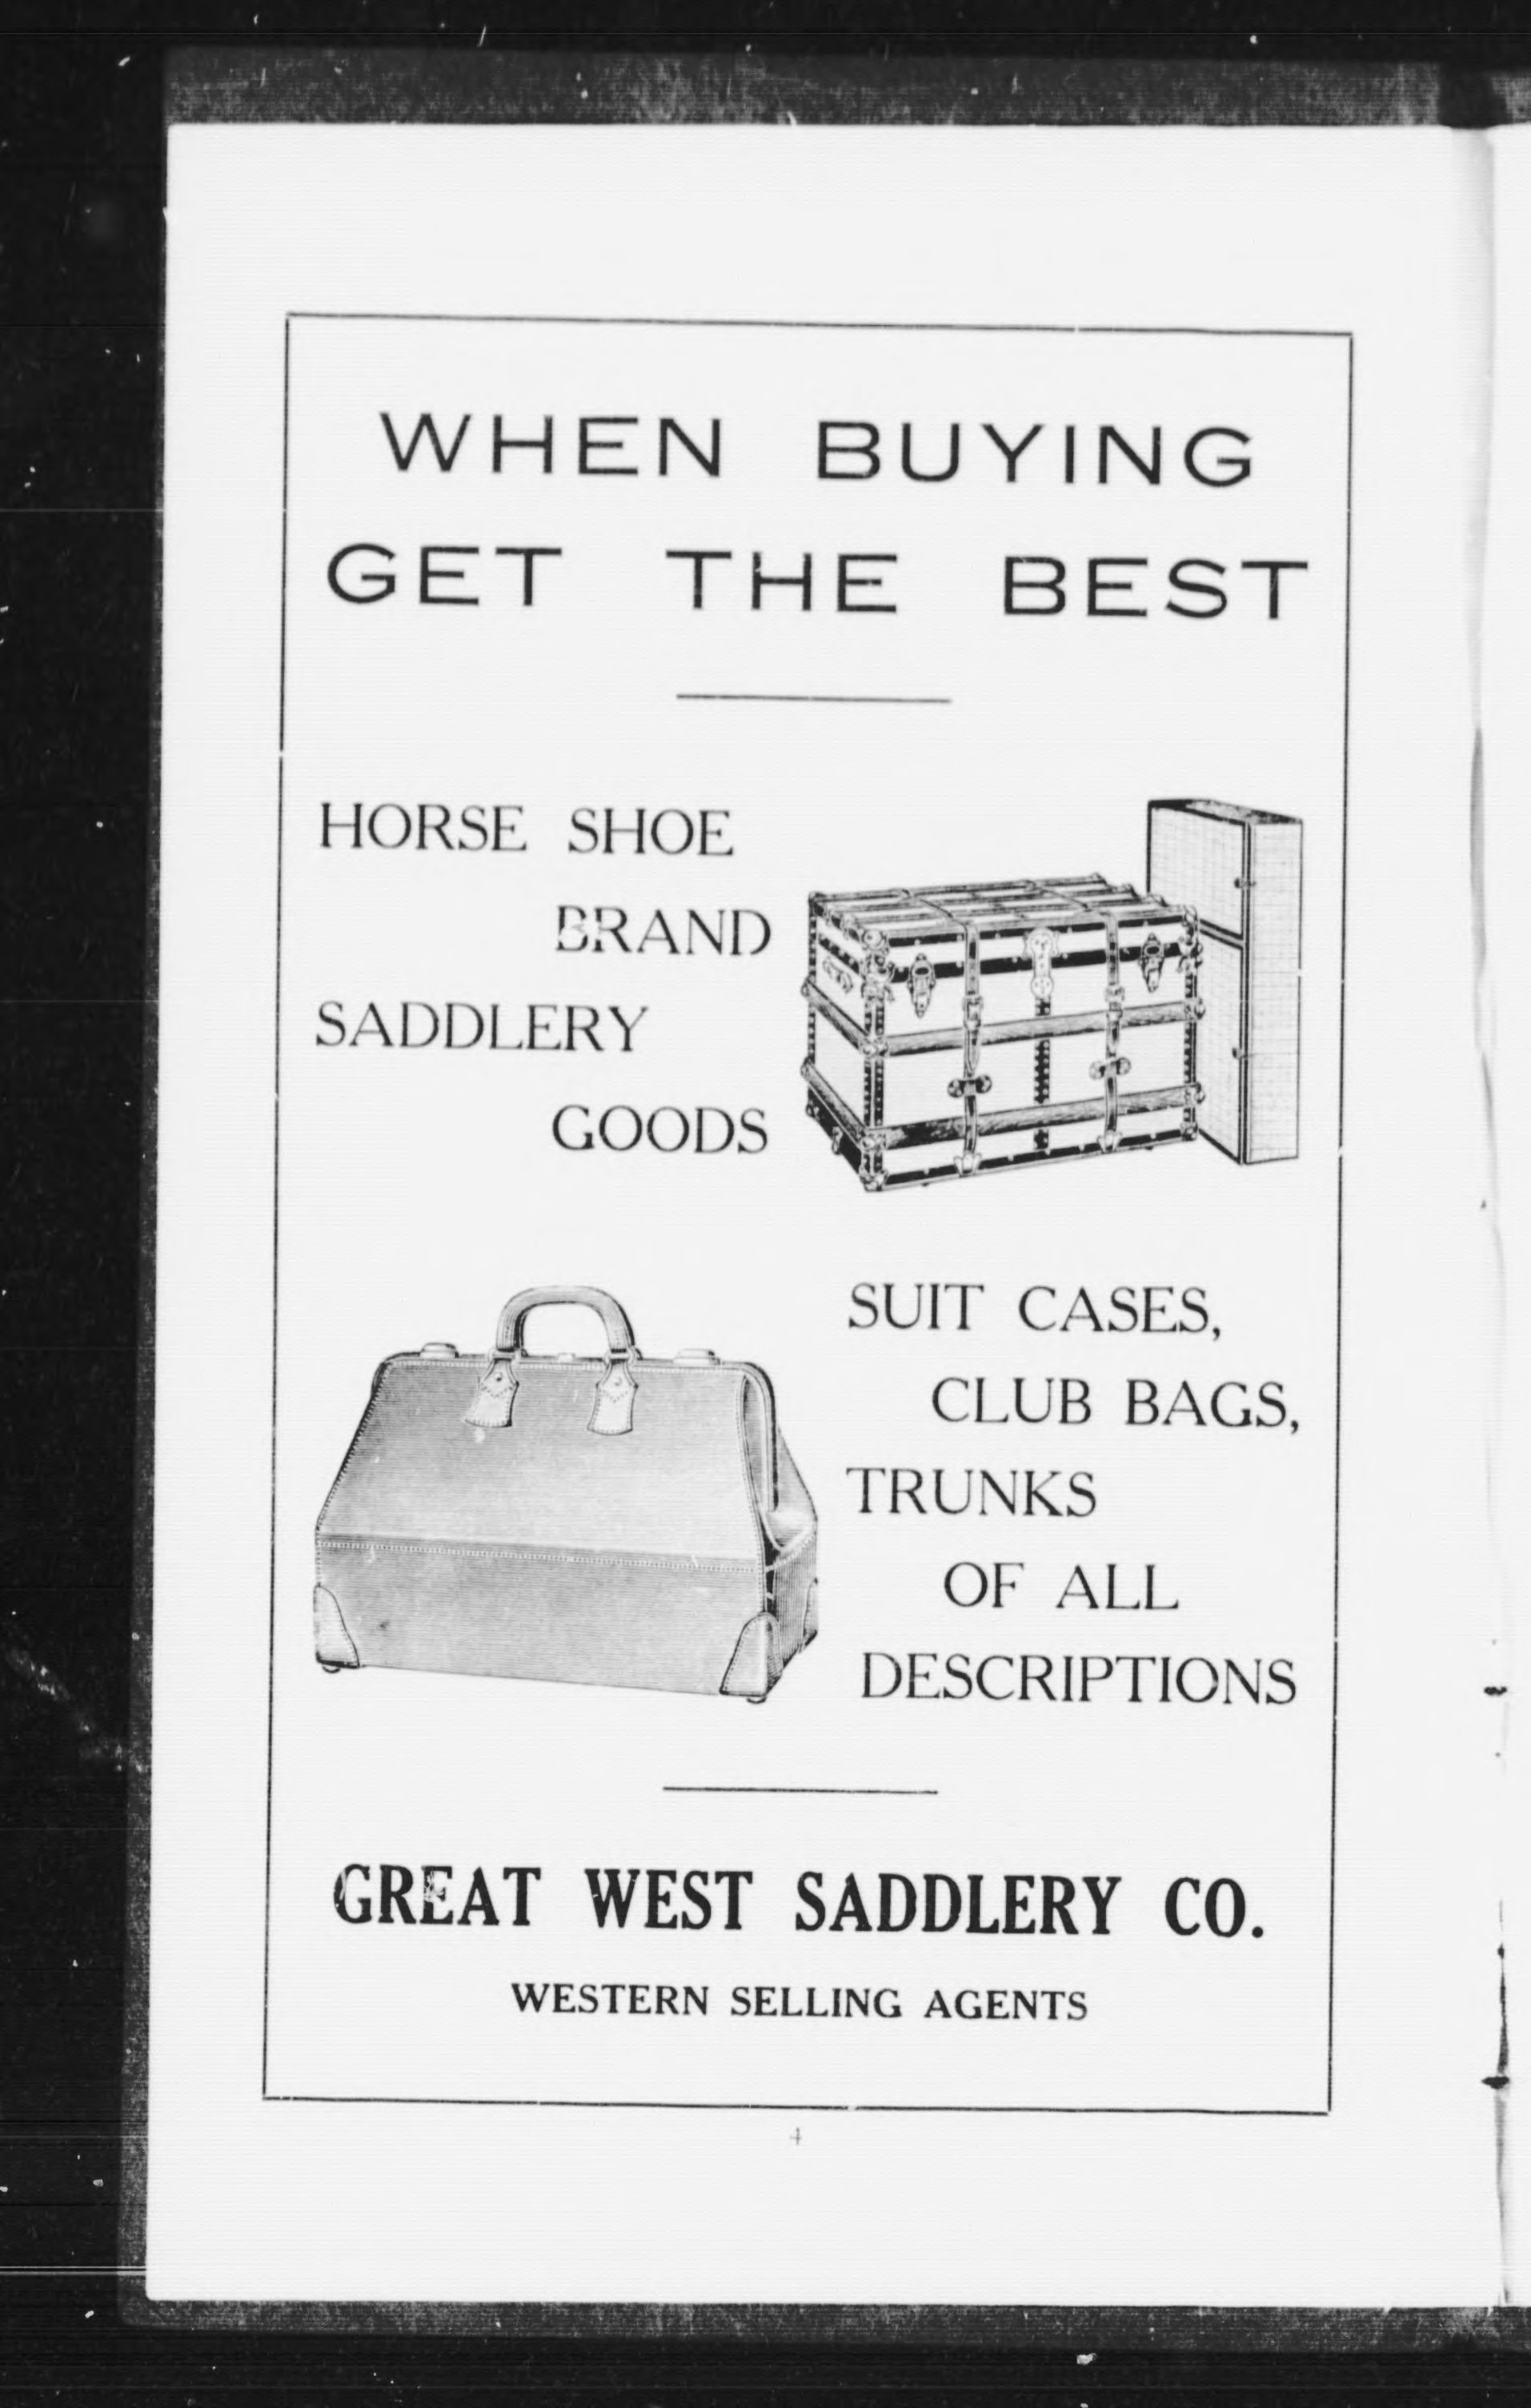 WHEN BUYING
GET THE BEST
HORSE SHOE
BRAND
SADDLERY
GOODS
SUIT CASES,
CLUB BAGS,
TRUNKS
OF ALL
DESCRIPTIONS
GREAT WEST SADDLERY CO.
WESTERN SELLING AGENTS
4